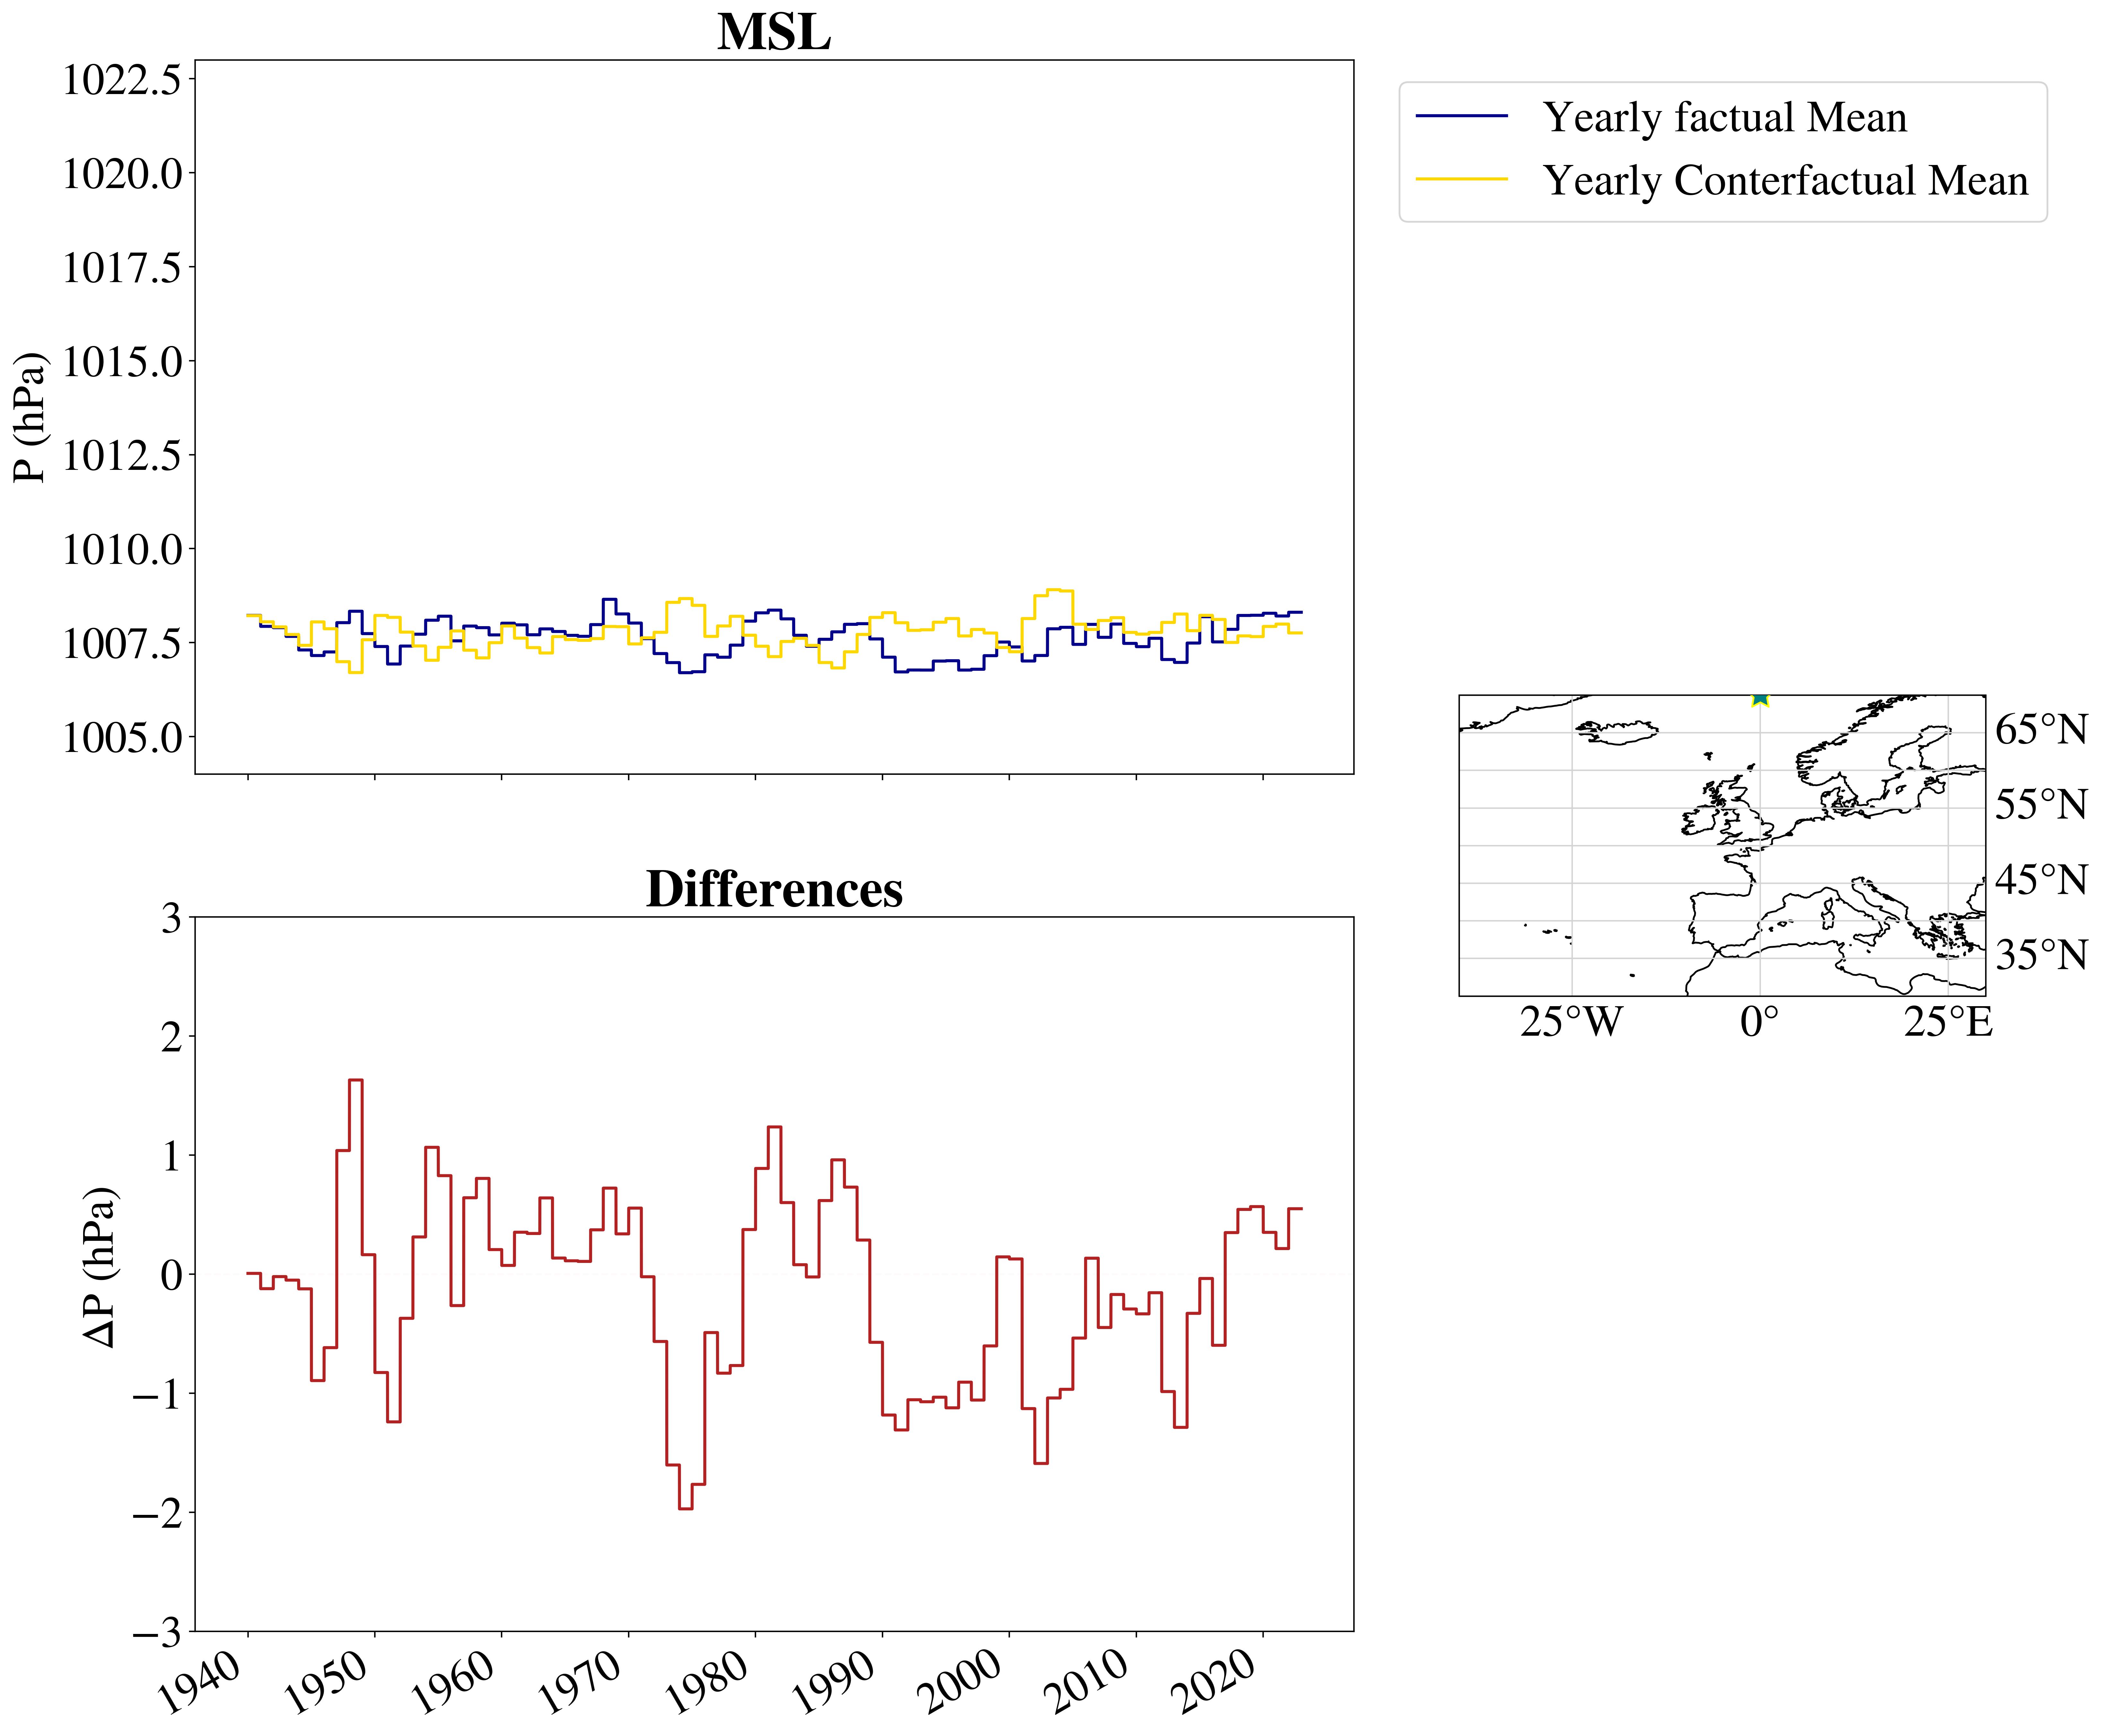 MSL
1022.5
1020.0
1017.5
1015.0
1012.5
1010.0
1007.5
1005.0
P (hPa)
Yearly factual Mean
Yearly Conterfactual Mean
65°N
55°N
45°N
35°N
25°W 0° 25°E
Differences
3
2
1
0
−1
−2
−3
ΔP (hPa)
1940 1950 1960 1970 1980 1990 2000 2010 2020